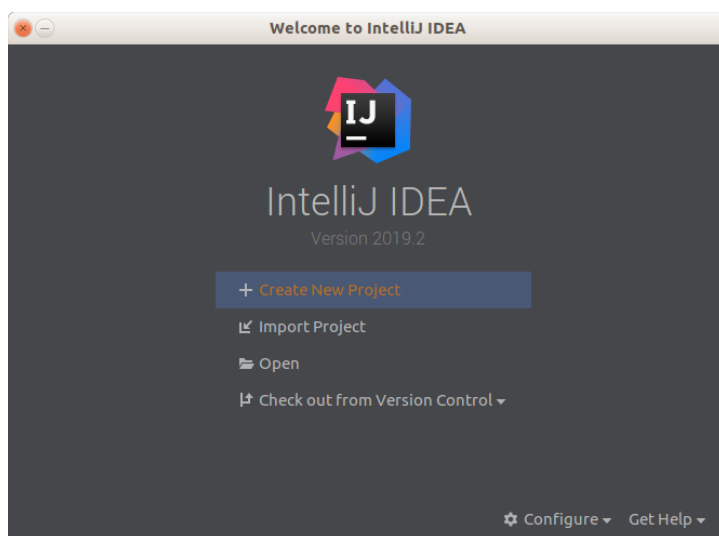 Welcome to IntelliJ IDEA
IJ
IntelliJ IDEA
Version 2019.2
Create New Project
Import Project
Open
Check out from Version Control
Configure Get Help